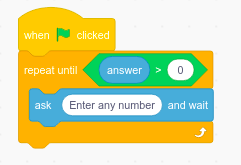 when clicked
repeat until answer > 0
ask Enter any number and wait